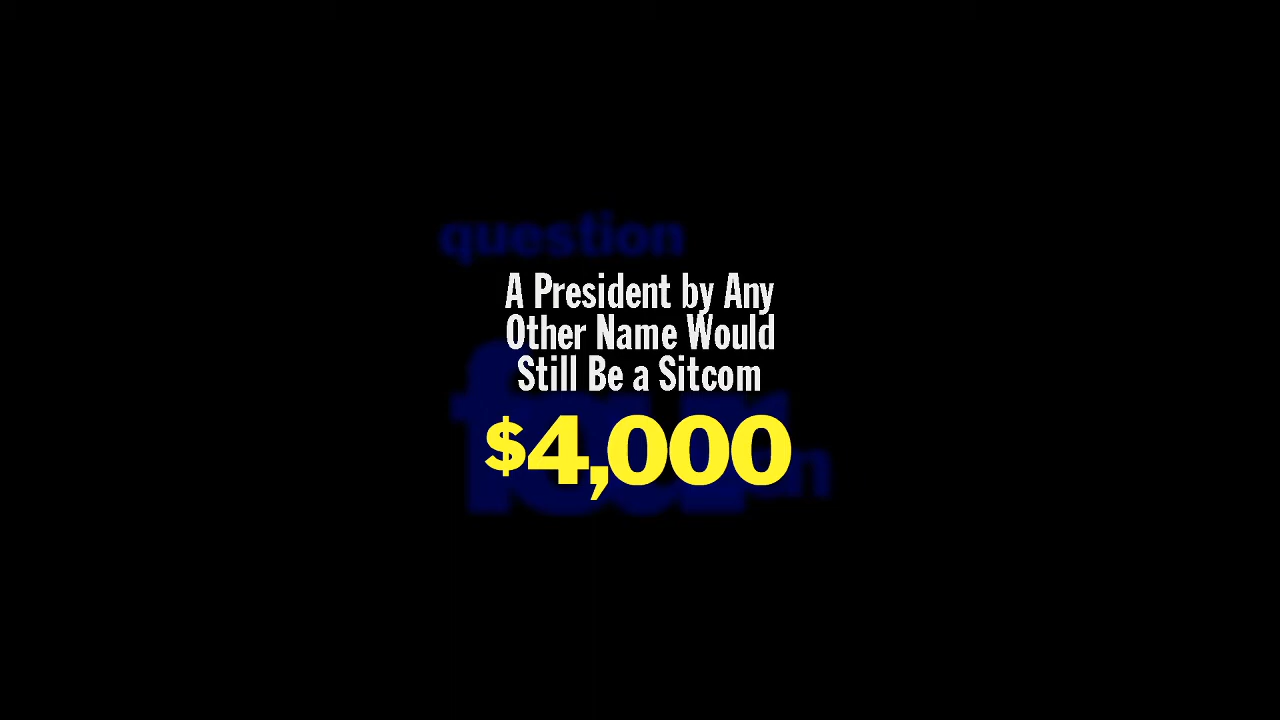 question
A President by Any
Other Name Would
Still Be a Sitcom
$4,000